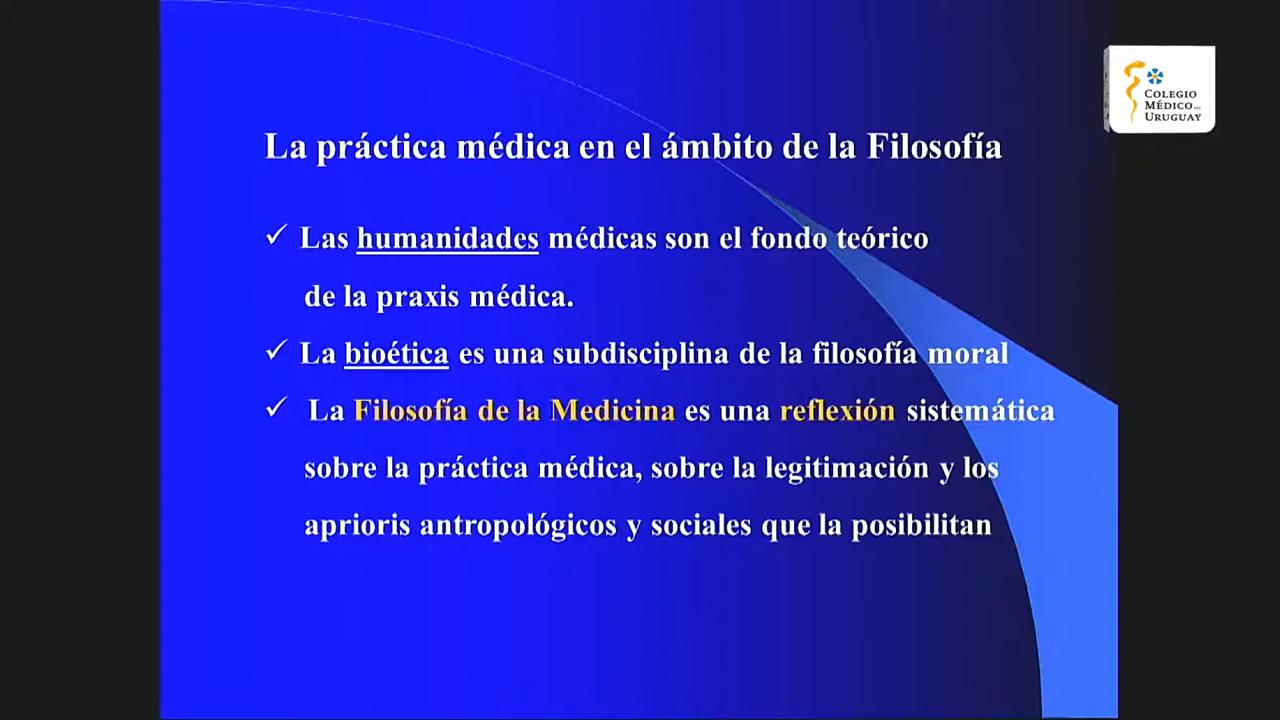 COLEGIO
MÉDICO DEL
URUGUAY
La práctica médica en el ámbito de la Filosofía
✓ Las humanidades médicas son el fondo teórico
de la praxis médica.
✓ La bioética es una subdisciplina de la filosofía moral
✓ La Filosofía de la Medicina es una reflexión sistemática
sobre la práctica médica, sobre la legitimación y los
aprioris antropológicos y sociales que la posibilitan